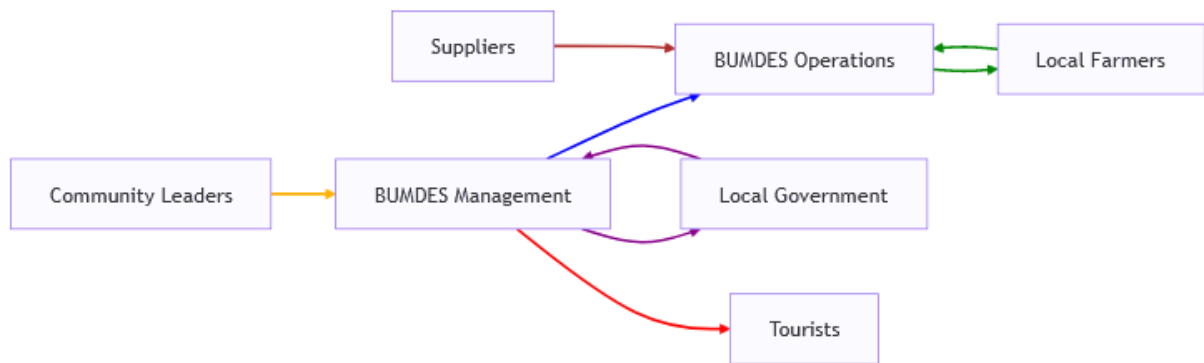 Suppliers
BUMDES Operations
Local Farmers
Community Leaders
BUMDES Management
Local Government
Tourists